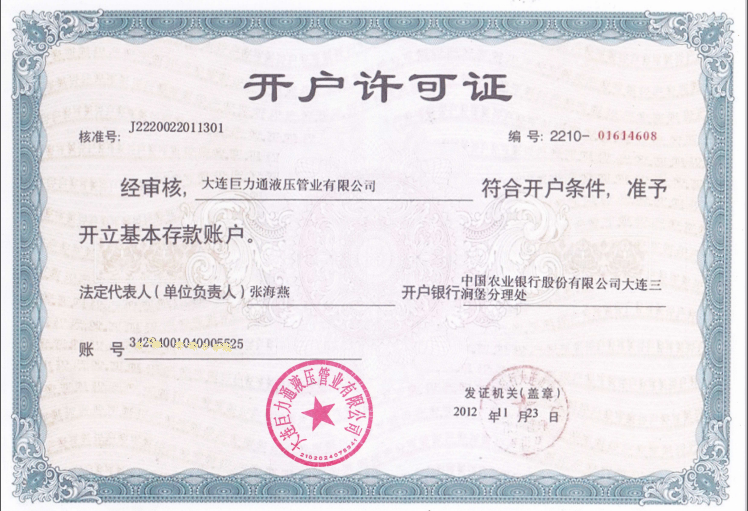 开户许可证
核准号: J2220022011301 编号: 2210- 01614608
经审核, 大连巨力通液压管业有限公司 符合开户条件, 准予
开立基本存款账户。
法定代表人(单位负责人)张海燕 开户银行 中国农业银行股份有限公司大连三
涧堡分理处
账 号 34294001040005525
大连巨力通液压管业有限公司
发证机关(盖章)
2012 年 11 月 23 日